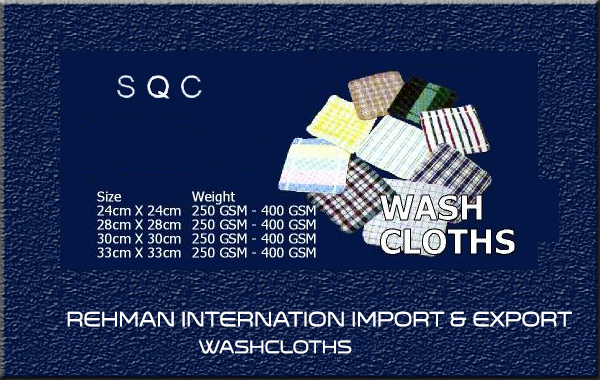 S Q C
Size Weight
24cm X 24cm 250 GSM - 400 GSM
28cm X 28cm 250 GSM - 400 GSM
30cm X 30cm 250 GSM - 400 GSM
33cm X 33cm 250 GSM - 400 GSM
WASH
CLOTHS
REHMAN INTERNATION IMPORT & EXPORT
WASHCLOTHS